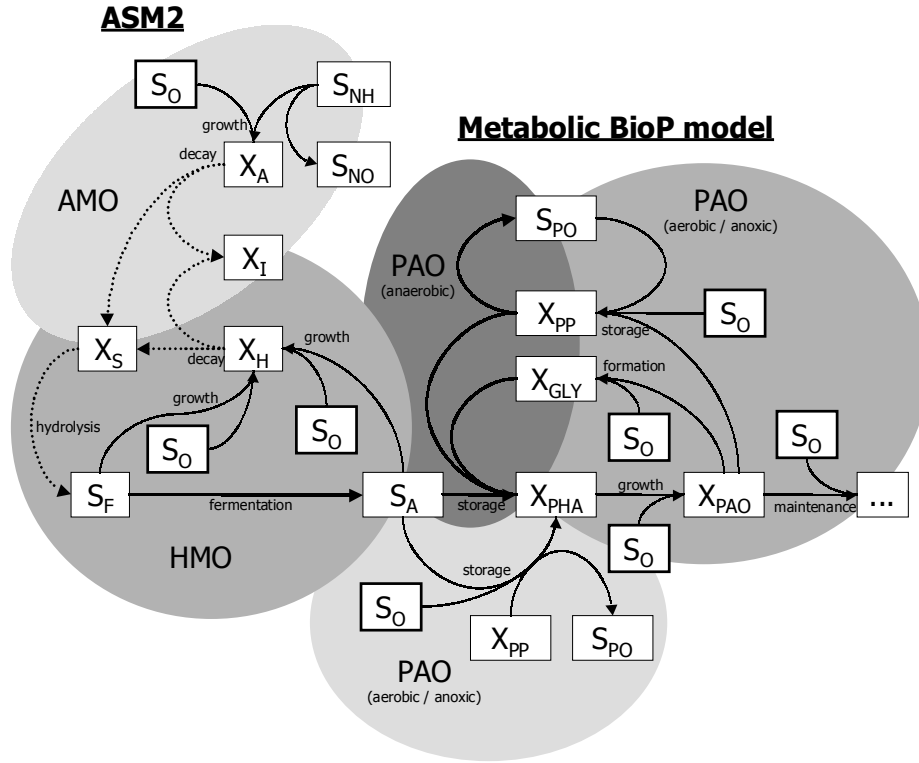 ASM2
S_O
S_NH
growth
decay
X_A
S_NO
AMO
Metabolic BioP model
PAO
(aerobic / anoxic)
S_PO
PAO
(anaerobic)
X_I
X_PP
storage
S_O
X_S
decay
X_H
growth
X_GLY
formation
growth
hydrolysis
S_O
S_O
S_O
S_O
S_F
fermentation
S_A
storage
X_PHA
growth
X_PAO
maintenance
...
S_O
HMO
storage
S_O
X_PP
S_PO
PAO
(aerobic / anoxic)